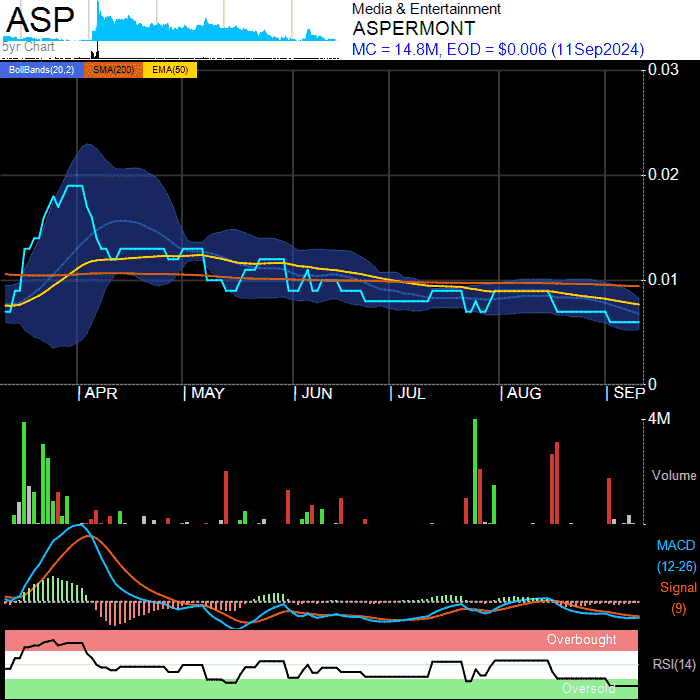 ASP
5yr Chart
Media & Entertainment
ASPERMONT
MC = 14.8M, EOD = $0.006 (11Sep2024)
BollBands(20,2) SMA(200) EMA(50)
0.03
0.02
0.01
0
| APR | MAY | JUN | JUL | AUG | SEP
4M
Volume
MACD
(12-26)
Signal
(9)
Overbought
RSI(14)
Oversold